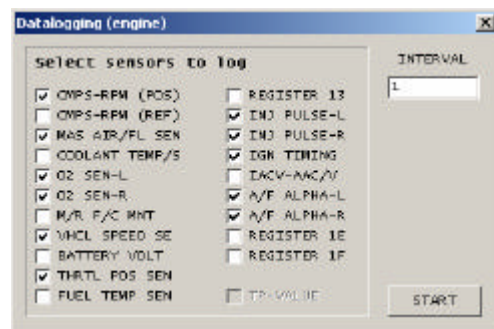 Datalogging (engine)
Select sensors to log
CMPS-RPM (POS)
CMPS-RPM (REF)
MAS AIR/FL SEN
COOLANT TEMP/S
O2 SEN-L
O2 SEN-R
M/R F/C MNT
VHCL SPEED SE
BATTERY VOLT
THRTL POS SEN
FUEL TEMP SEN
REGISTER 13
INJ PULSE-L
INJ PULSE-R
IGN TIMING
IACV-AAC/V
A/F ALPHA-L
A/F ALPHA-R
REGISTER 1E
REGISTER 1F
TP-VALUE
INTERVAL
1
START